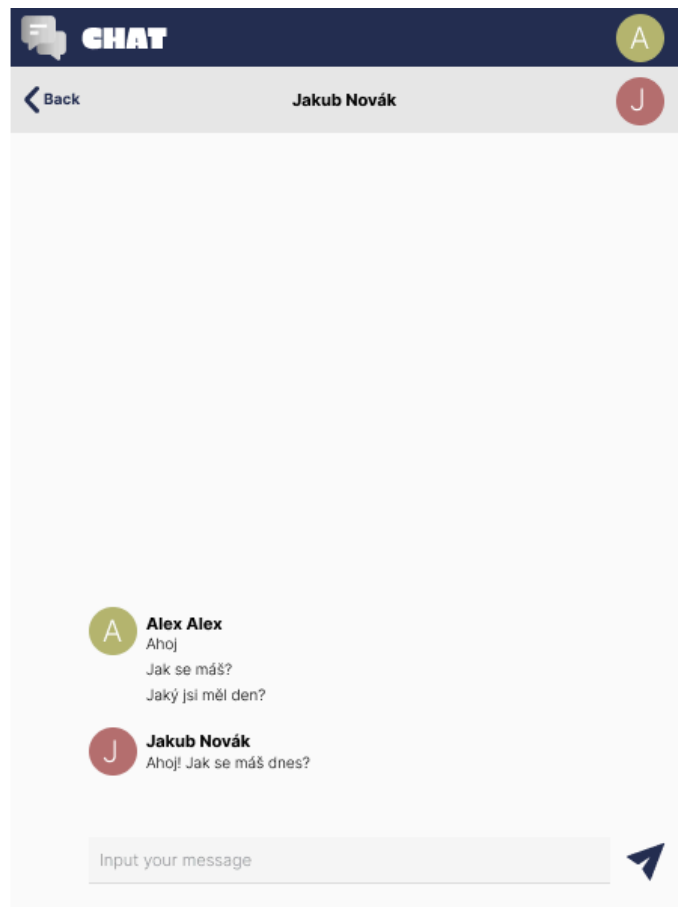 CHAT
A
Back
Jakub Novák
J
A
Alex Alex
Ahoj
Jak se máš?
Jaký jsi měl den?
J
Jakub Novák
Ahoj! Jak se máš dnes?
Input your message